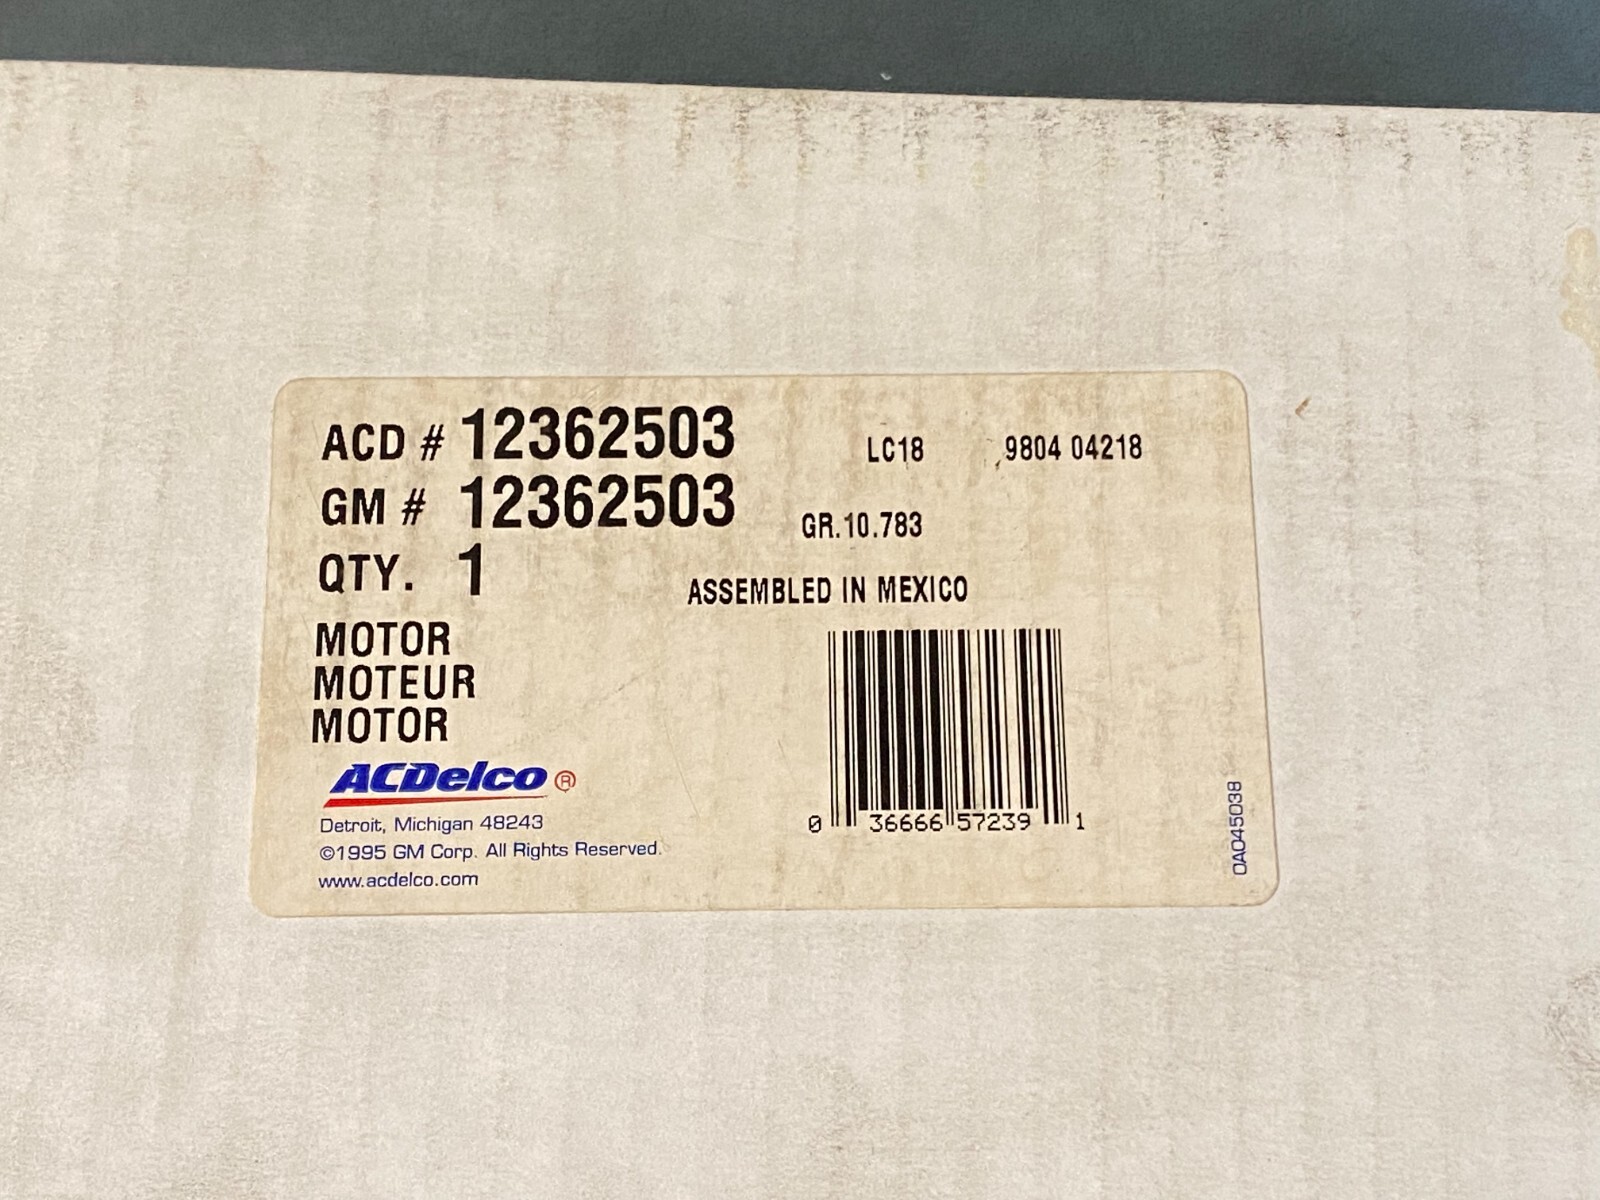 ACD # 12362503 LC18 9804 04218
GM # 12362503 GR.10.783
QTY. 1 ASSEMBLED IN MEXICO
MOTOR
MOTEUR
MOTOR
ACDelco ®
Detroit, Michigan 48243
©1995 GM Corp. All Rights Reserved.
www.acdelco.com
0 36666 57239 1
0A045038